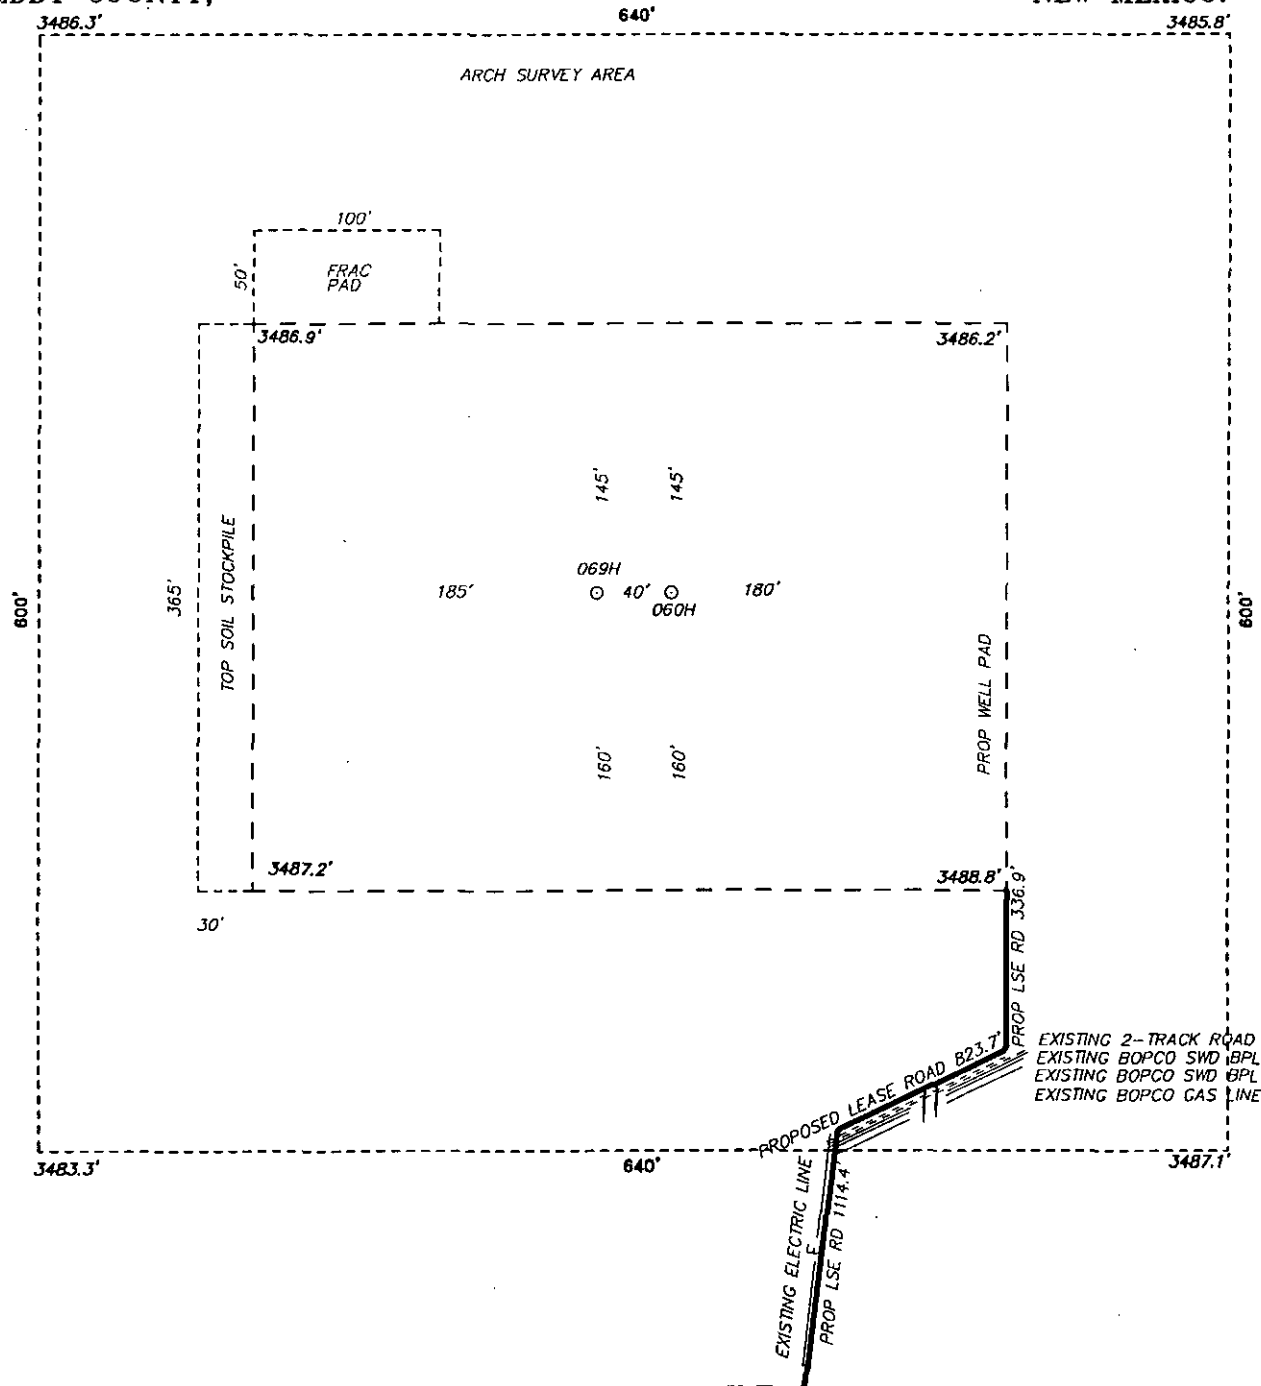 3486.3'
640'
3485.8'
ARCH SURVEY AREA
100'
50'
FRAC
PAD
3486.9'
3486.2'
145'
145'
TOP SOIL STOCKPILE
365'
600'
185'
069H
40'
060H
180'
600'
PROP WELL PAD
160'
160'
3487.2'
3488.8'
30'
PROP LSE RD 336.9'
EXISTING 2-TRACK ROAD
EXISTING BOPCO SWD BPL
EXISTING BOPCO SWD BPL
EXISTING BOPCO GAS LINE
PROPOSED LEASE ROAD 823.7'
3483.3'
640'
3487.1'
EXISTING ELECTRIC LINE
E
PROP LSE RD 1114.4'